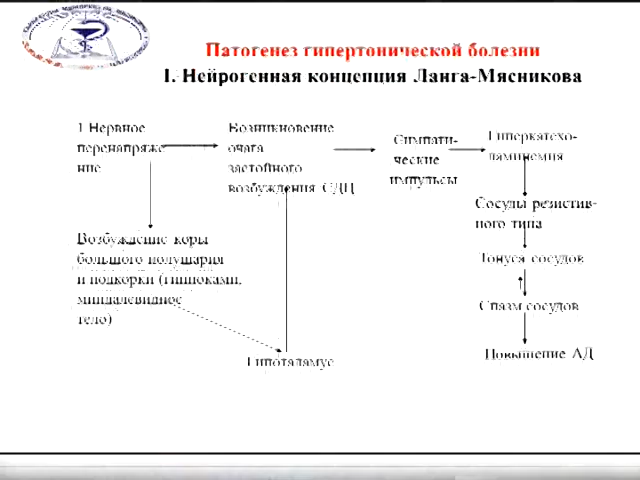 Патогенез гипертонической болезни
I. Нейрогенная концепция Ланга-Мясникова
1 Нервное
перенапряже
ние
Возникновение
очага
застойного
возбуждения СДЦ
Симпати-
ческие
импульсы
Гиперкатехо-
ламинемия
Сосуды резистив-
ного типа
Тонуса сосудов
Спазм сосудов
Повышение АД
Возбуждение коры
большого полушария
и подкорки (гиппоками,
миндалевидное
тело)
Гипоталамус